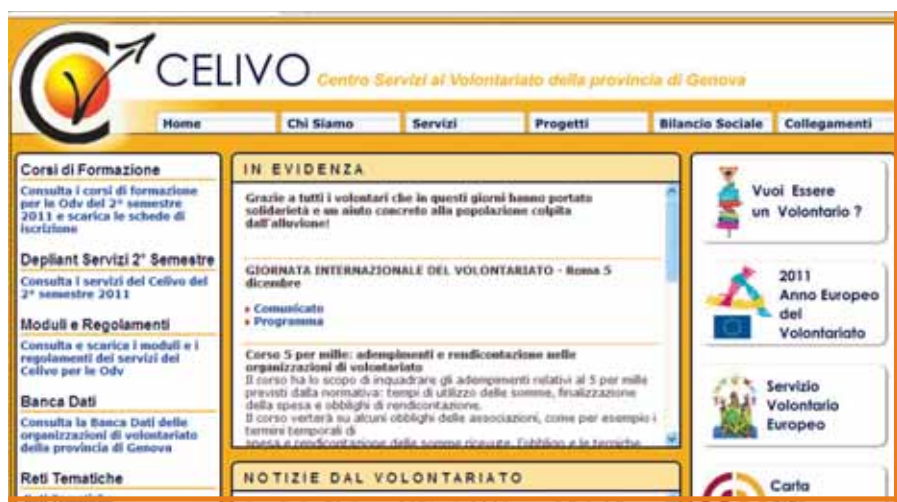 CELIVO Centro Servizi al Volontariato della provincia di Genova
Home Chi Siamo Servizi Progetti Bilancio Sociale Collegamenti
Corsi di Formazione
Consulta i corsi di formazione
per le Odv del 2° semestre
2011 e scarica le schede di
iscrizione
Depliant Servizi 2° Semestre
Consulta i servizi del Celivo del
2° semestre 2011
Moduli e Regolamenti
Consulta e scarica i moduli e i
regolamenti dei servizi del
Celivo per le Odv
Banca Dati
Consulta la Banca Dati delle
organizzazioni di volontariato
della provincia di Genova
Reti Tematiche
IN EVIDENZA
Grazie a tutti i volontari che in questi giorni hanno portato
solidarietà e un aiuto concreto alla popolazione colpita
dall'alluvione!
GIORNATA INTERNAZIONALE DEL VOLONTARIATO - Roma 5
dicembre
Comunicato
Programma
Corso 5 per mille: adempimenti e rendicontazione nelle
organizzazioni di volontariato
Il corso ha lo scopo di inquadrare gli adempimenti relativi al 5 per mille
previsti dalla normativa: tempi di utilizzo delle somme, finalizzazione
della spesa e obblighi di rendicontazione.
Il corso verterà su alcuni obblighi delle associazioni, come per esempio i
termini temporali di
spesa e rendicontazione delle somme ricevute, l'obbligo e le tecniche
NOTIZIE DAL VOLONTARIATO
Vuoi Essere
un Volontario ?
2011
Anno Europeo
del
Volontariato
Servizio
Volontario
Europeo
Carta